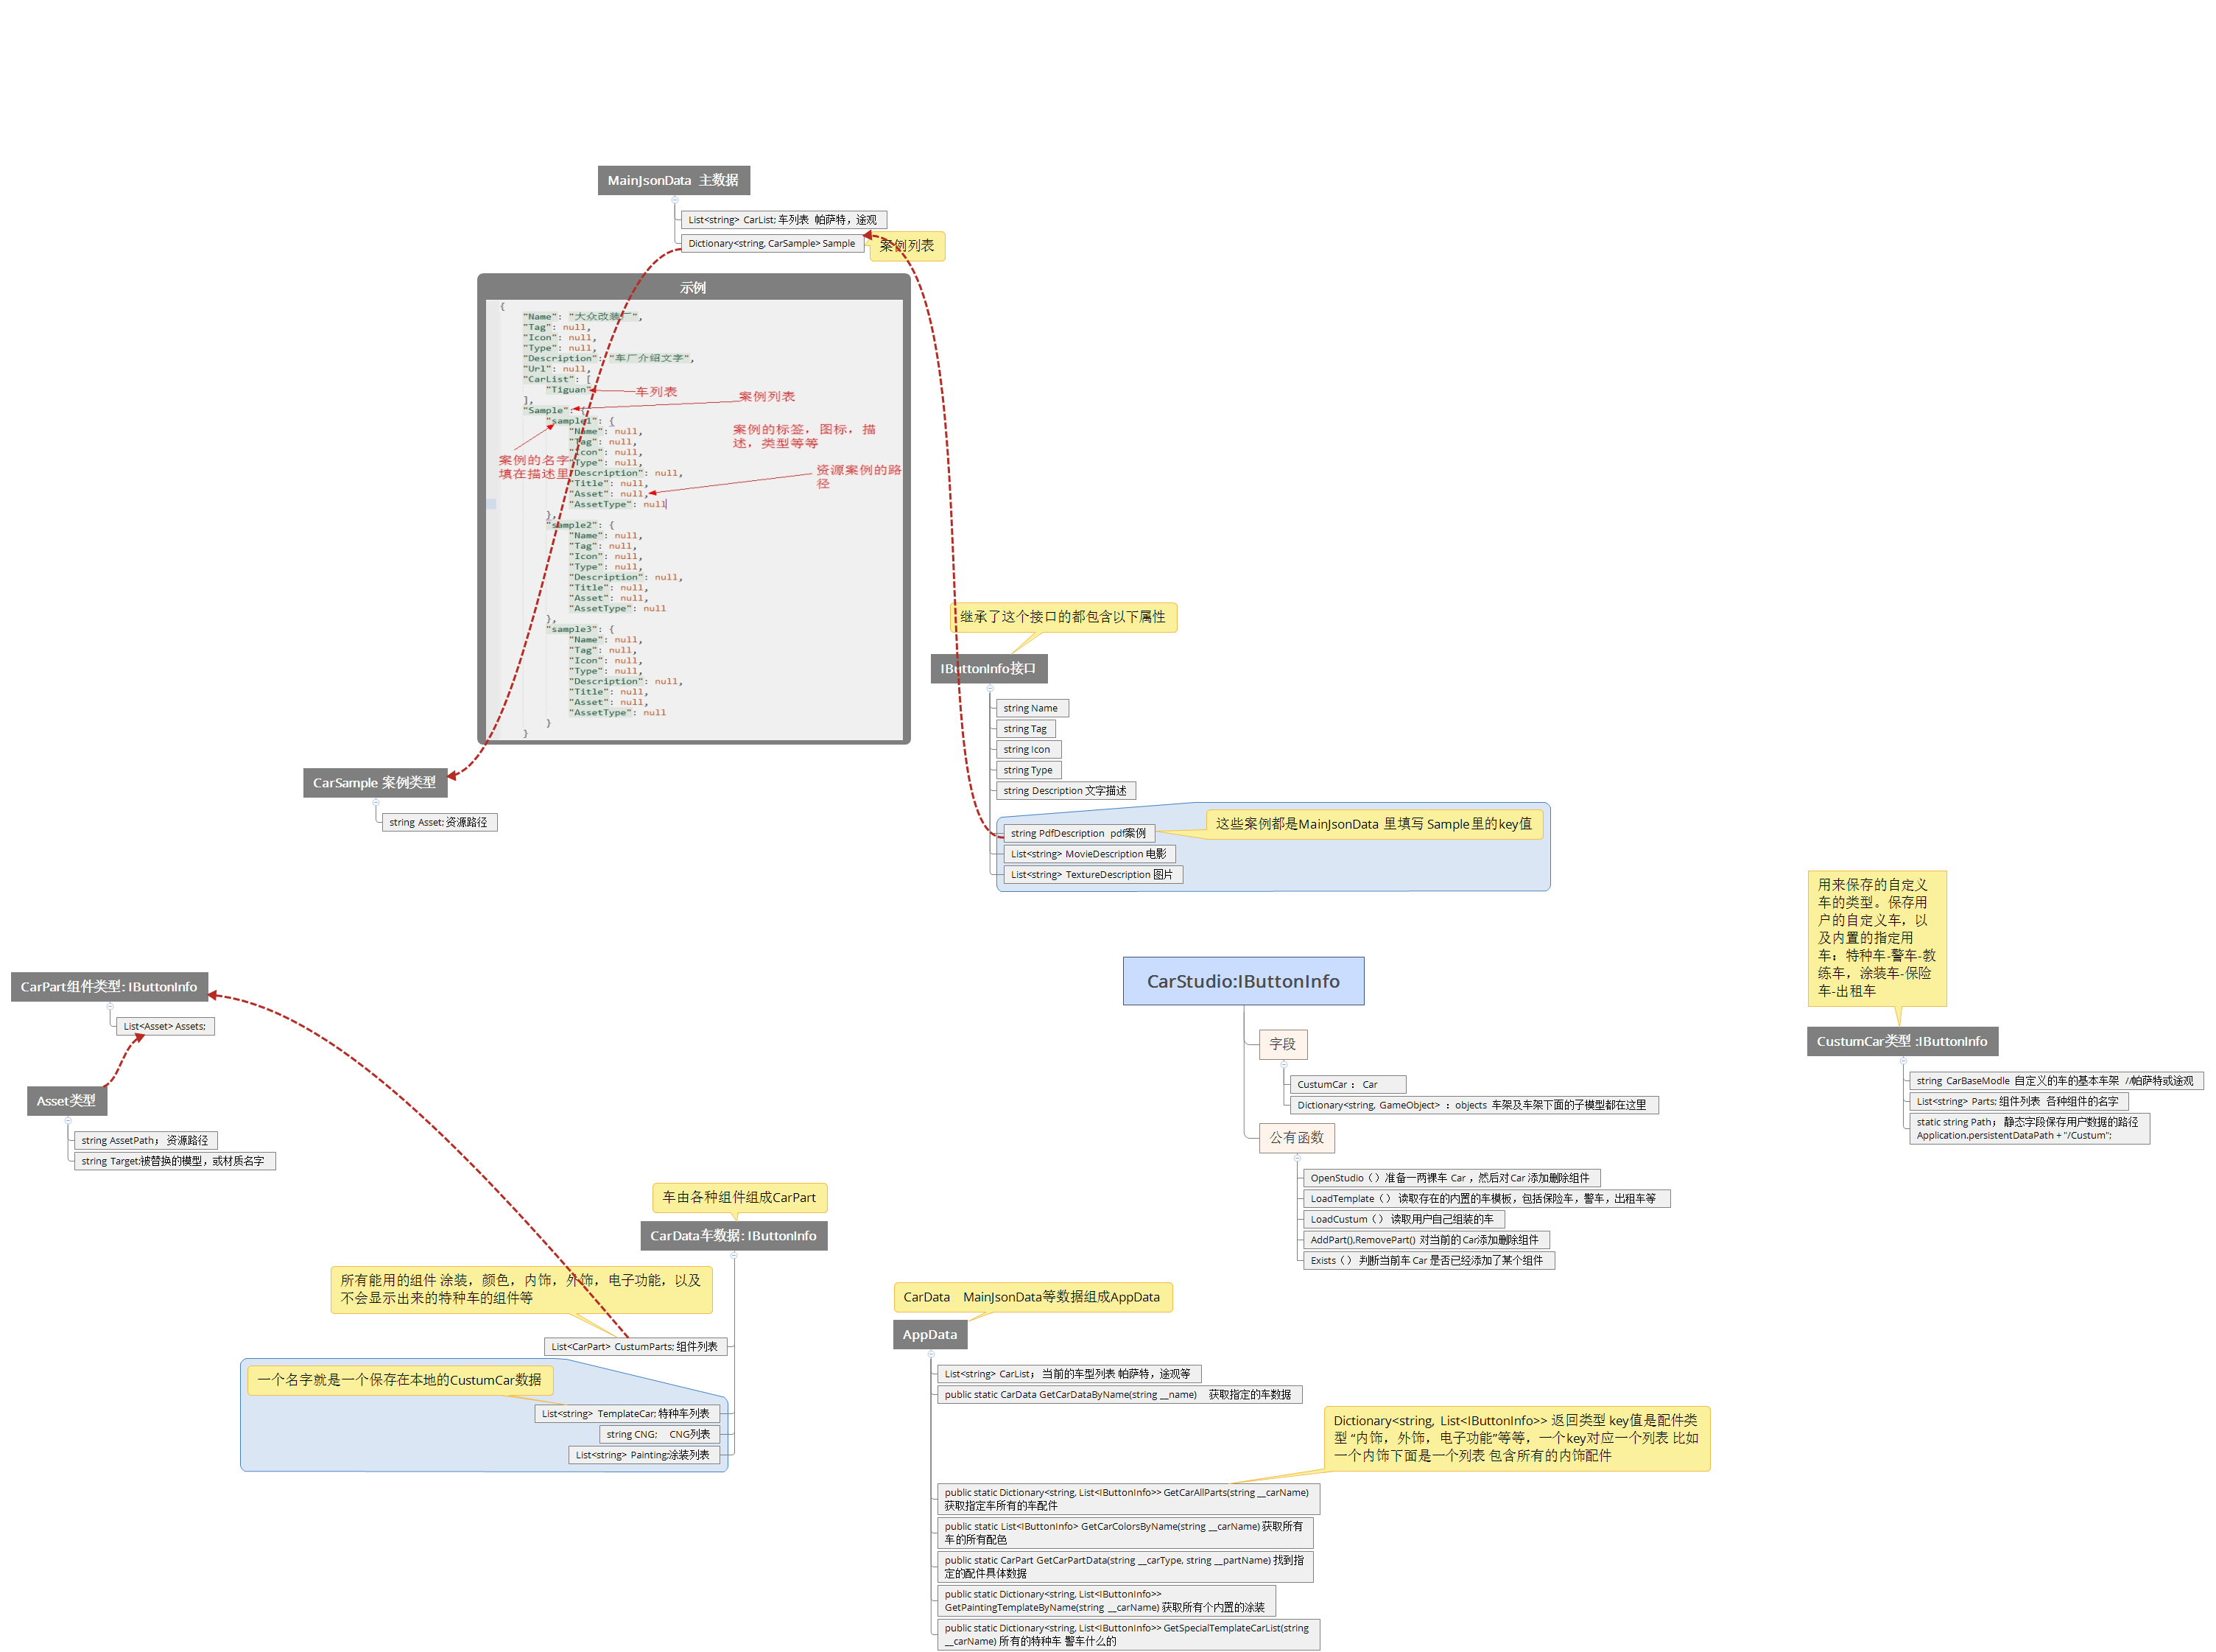 MainJsonData 主数据
List<string> CarList; 车列表 帕萨特，途观
Dictionary<string, CarSample> Sample
案例列表
示例
{
"Name": "大众改装厂",
"Tag": null,
"Icon": null,
"Type": null,
"Description": "车厂介绍文字",
"Url": null,
"CarList": [
"Tiguan"
车列表
],
案例列表
"Sample": {
"sample1": {
"Name": null,
"Tag": null,
"Icon": null,
"Type": null,
"Description": null,
"Title": null,
"Asset": null,
"AssetType": null
案例的标签，图标，描
述，类型等等
案例的名字
填在描述里
资源案例的路
径
},
"sample2": {
"Name": null,
"Tag": null,
"Icon": null,
"Type": null,
"Description": null,
"Title": null,
"Asset": null,
"AssetType": null
},
"sample3": {
"Name": null,
"Tag": null,
"Icon": null,
"Type": null,
"Description": null,
"Title": null,
"Asset": null,
"AssetType": null
}
}
CarSample 案例类型
string Asset; 资源路径
继承了这个接口的都包含以下属性
IButtonInfo接口
string Name
string Tag
string Icon
string Type
string Description 文字描述
string PdfDescription pdf案例
这些案例都是MainJsonData 里填写 Sample里的key值
List<string> MovieDescription 电影
List<string> TextureDescription 图片
用来保存的自定义
车的类型。保存用
户的自定义车，以
及内置的指定用
车；特种车-警车-教
练车，涂装车-保险
车-出租车
CustumCar类型 :IButtonInfo
string CarBaseModle 自定义的车的基本车架 //帕萨特或途观
List<string> Parts; 组件列表 各种组件的名字
static string Path； 静态字段保存用户数据的路径
Application.persistentDataPath + "/Custum";
CarPart组件类型: IButtonInfo
List<Asset> Assets;
Asset类型
string AssetPath； 资源路径
string Target;被替换的模型，或材质名字
CarStudio:IButtonInfo
字段
CustumCar ： Car
Dictionary<string, GameObject> ：objects 车架及车架下面的子模型都在这里
公有函数
OpenStudio（）准备一两裸车 Car ，然后对Car 添加删除组件
LoadTemplate（） 读取存在的内置的车模板，包括保险车，警车，出租车等
LoadCustum（） 读取用户自己组装的车
AddPart(),RemovePart() 对当前的Car添加删除组件
Exists（） 判断当前车 Car 是否已经添加了某个组件
车由各种组件组成CarPart
CarData车数据: IButtonInfo
所有能用的组件 涂装，颜色，内饰，外饰，电子功能，以及
不会显示出来的特种车的组件等
List<CarPart> CustumParts; 组件列表
一个名字就是一个保存在本地的CustumCar数据
List<string> TemplateCar; 特种车列表
string CNG; CNG列表
List<string> Painting;涂装列表
CarData MainJsonData等数据组成AppData
AppData
List<string> CarList； 当前的车型列表 帕萨特，途观等
public static CarData GetCarDataByName(string __name) 获取指定的车数据
Dictionary<string, List<IButtonInfo>> 返回类型 key值是配件类
型 “内饰，外饰，电子功能”等等，一个key对应一个列表 比如
一个内饰下面是一个列表 包含所有的内饰配件
public static Dictionary<string, List<IButtonInfo>> GetCarAllParts(string __carName)
获取指定车所有的车配件
public static List<IButtonInfo> GetCarColorsByName(string __carName) 获取所有
车的所有配色
public static CarPart GetCarPartData(string __carType, string __partName) 找到指
定的配件具体数据
public static Dictionary<string, List<IButtonInfo>>
GetPaintingTemplateByName(string __carName) 获取所有个内置的涂装
public static Dictionary<string, List<IButtonInfo>> GetSpecialTemplateCarList(string
__carName) 所有的特种车 警车什么的